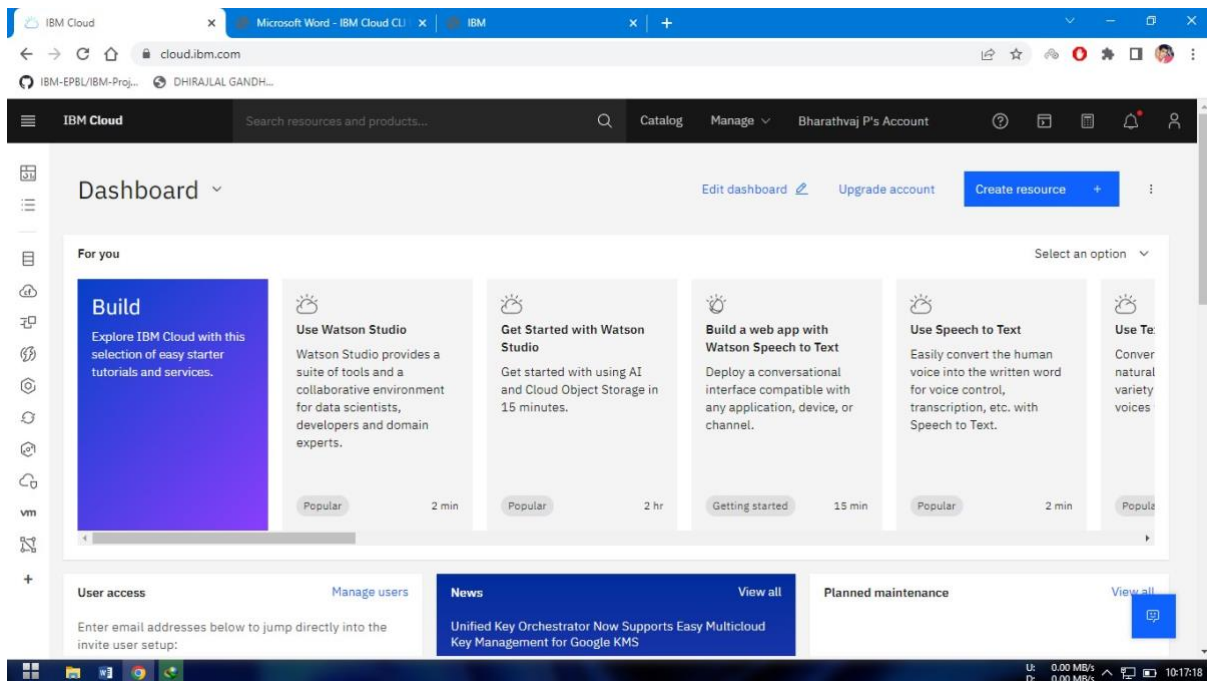 IBM Cloud
Microsoft Word - IBM Cloud CLI
IBM
cloud.ibm.com
IBM-EPBL/IBM-Proj...
DHIRAJLAL GANDH...
IBM Cloud
Search resources and products...
Catalog
Manage
Bharathvaj P's Account
Dashboard
Edit dashboard
Upgrade account
Create resource +
For you
Select an option
Build
Explore IBM Cloud with this
selection of easy starter
tutorials and services.
Use Watson Studio
Watson Studio provides a
suite of tools and a
collaborative environment
for data scientists,
developers and domain
experts.
Popular
2 min
Get Started with Watson
Studio
Get started with using AI
and Cloud Object Storage in
15 minutes.
Popular
2 hr
Build a web app with
Watson Speech to Text
Deploy a conversational
interface compatible with
any application, device, or
channel.
Getting started
15 min
Use Speech to Text
Easily convert the human
voice into the written word
for voice control,
transcription, etc. with
Speech to Text.
Popular
2 min
Use Te
Conver
natural
variety
voices
Popula
vm
User access
Manage users
Enter email addresses below to jump directly into the
invite user setup:
News
View all
Unified Key Orchestrator Now Supports Easy Multicloud
Key Management for Google KMS
Planned maintenance
View all
U: 0.00 MB/s
D: 0.00 MB/s
10:17:18